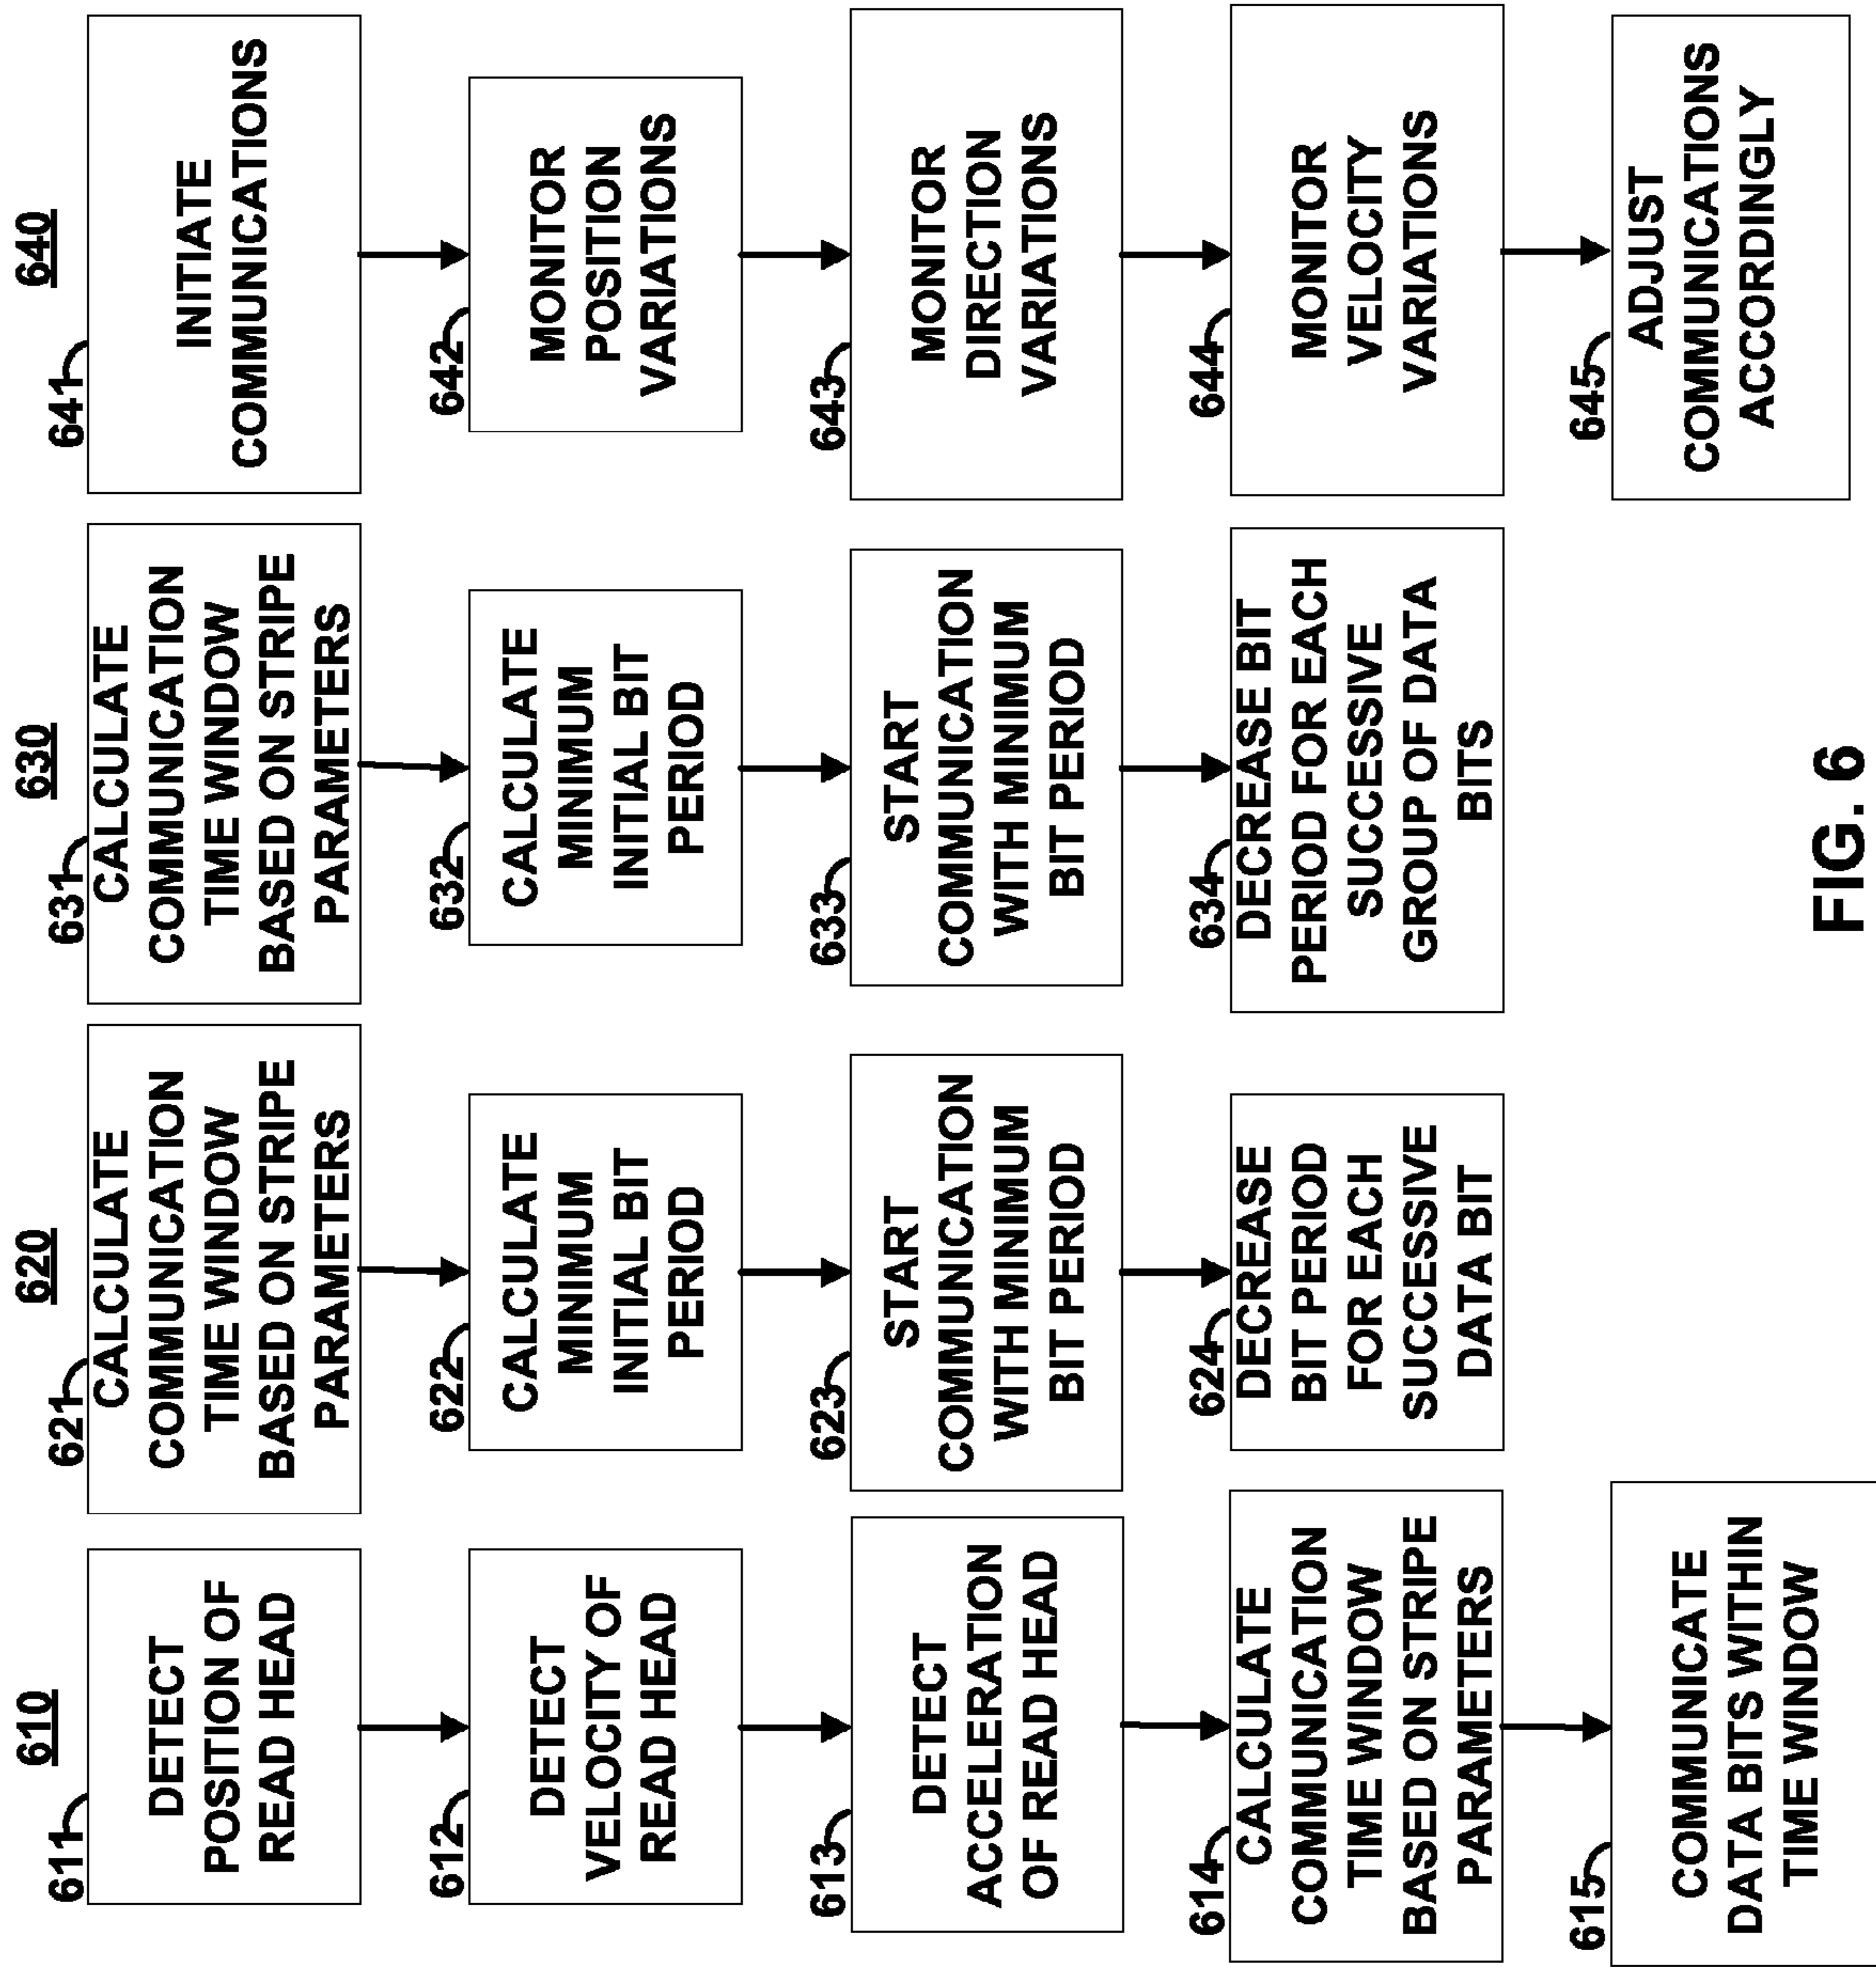 610
611
DETECT
POSITION OF
READ HEAD
612
DETECT
VELOCITY OF
READ HEAD
613
DETECT
ACCELERATION
OF READ HEAD
614
CALCULATE
COMMUNICATION
TIME WINDOW
BASED ON STRIPE
PARAMETERS
615
COMMUNICATE
DATA BITS WITHIN
TIME WINDOW
620
621
CALCULATE
COMMUNICATION
TIME WINDOW
BASED ON STRIPE
PARAMETERS
622
CALCULATE
MINIMUM
INITIAL BIT
PERIOD
623
START
COMMUNICATION
WITH MINIMUM
BIT PERIOD
624
DECREASE
BIT PERIOD
FOR EACH
SUCCESSIVE
DATA BIT
630
631
CALCULATE
COMMUNICATION
TIME WINDOW
BASED ON STRIPE
PARAMETERS
632
CALCULATE
MINIMUM
INITIAL BIT
PERIOD
633
START
COMMUNICATION
WITH MINIMUM
BIT PERIOD
634
DECREASE BIT
PERIOD FOR EACH
SUCCESSIVE
GROUP OF DATA
BITS
640
641
INITIATE
COMMUNICATIONS
642
MONITOR
POSITION
VARIATIONS
643
MONITOR
DIRECTION
VARIATIONS
644
MONITOR
VELOCITY
VARIATIONS
645
ADJUST
COMMUNICATIONS
ACCORDINGLY
FIG. 6